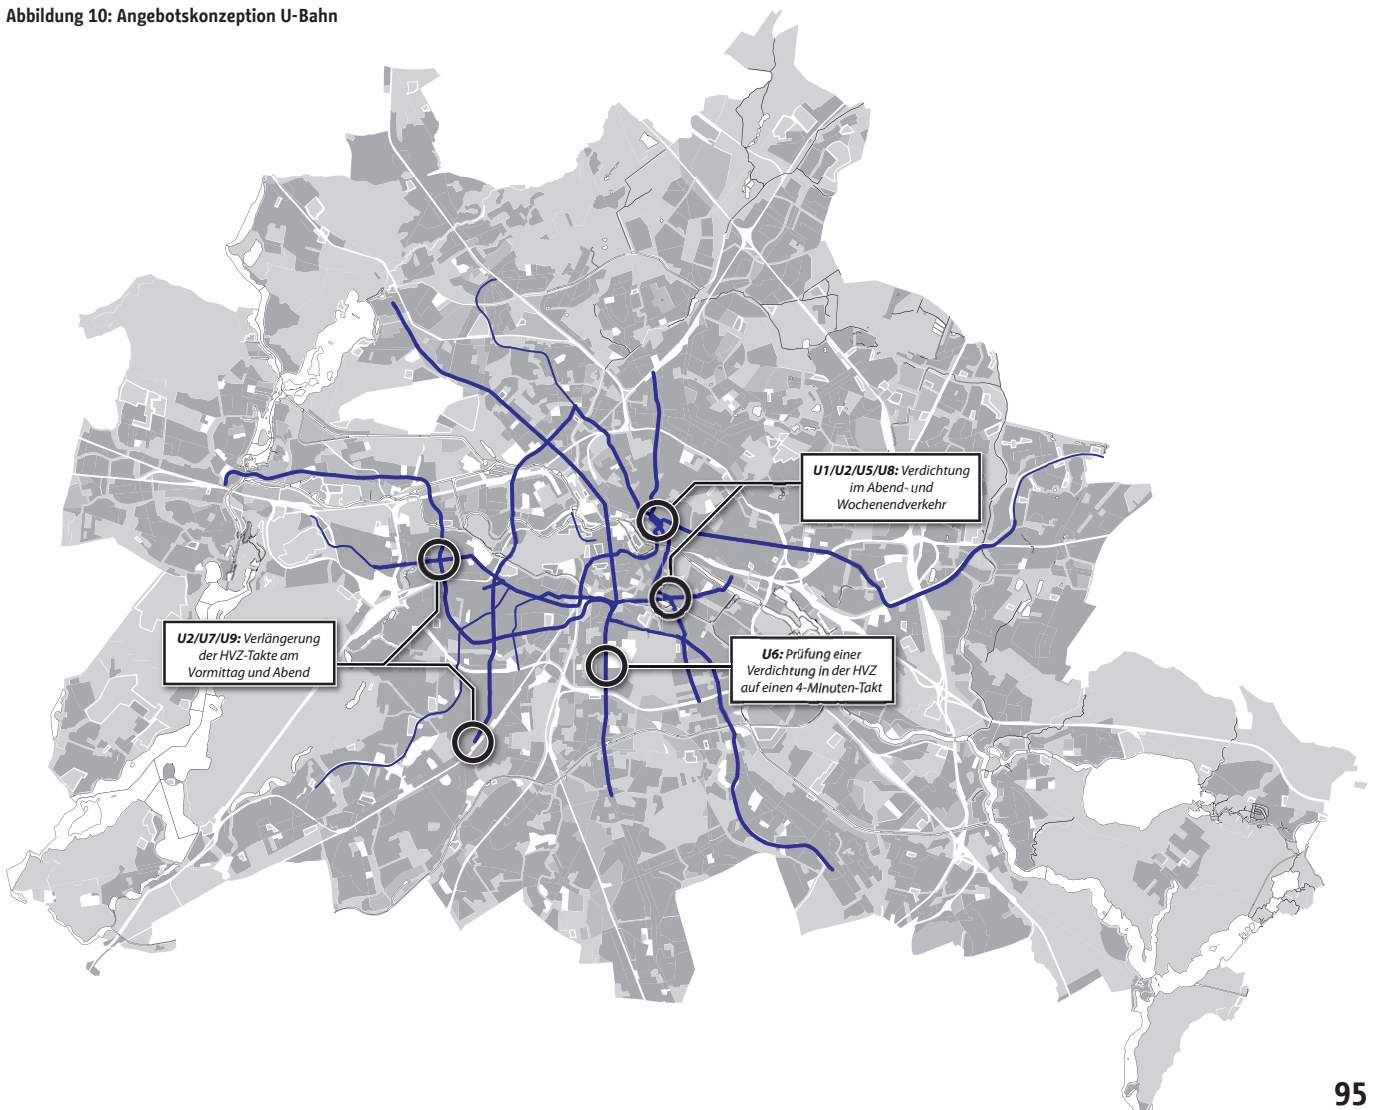 Abbildung 10: Angebotskonzeption U-Bahn
U1/U2/U5/U8: Verdichtung
im Abend- und
Wochenendverkehr
U2/U7/U9: Verlängerung
der HVZ-Takte am
Vormittag und Abend
U6: Prüfung einer
Verdichtung in der HVZ
auf einen 4-Minuten-Takt
95